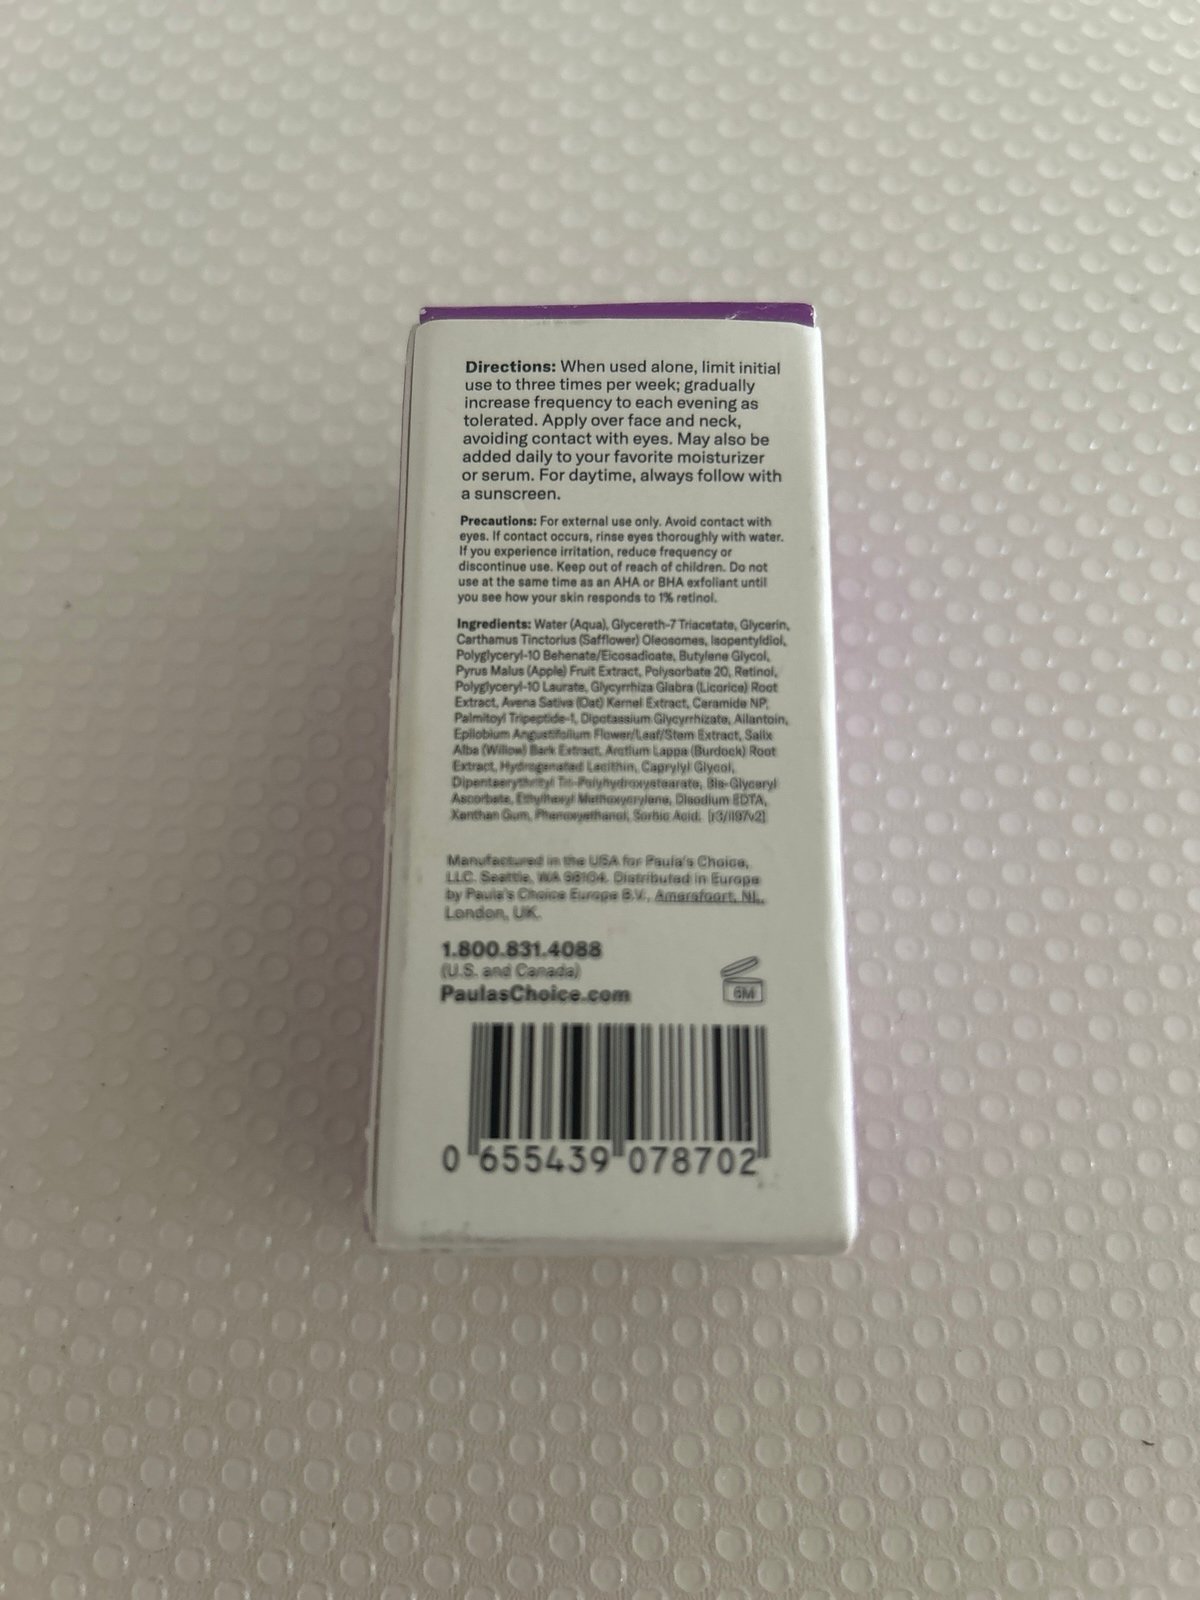 Directions: When used alone, limit initial
use to three times per week; gradually
increase frequency to each evening as
tolerated. Apply over face and neck,
avoiding contact with eyes. May also be
added daily to your favorite moisturizer
or serum. For daytime, always follow with
a sunscreen.
Precautions: For external use only. Avoid contact with
eyes. If contact occurs, rinse eyes thoroughly with water.
If you experience irritation, reduce frequency or
discontinue use. Keep out of reach of children. Do not
use at the same time as an AHA or BHA exfoliant until
you see how your skin responds to 1% retinol.
Ingredients: Water (Aqua), Glycereth-7 Triacetate, Glycerin,
Carthamus Tinctorius (Safflower) Oleosomes, Isopentyldiol,
Polyglyceryl-10 Behenate/Eicosadioate, Butylene Glycol,
Pyrus Malus (Apple) Fruit Extract, Polysorbate 20, Retinol,
Polyglyceryl-10 Laurate, Glycyrrhiza Glabra (Licorice) Root
Extract, Avena Sativa (Oat) Kernel Extract, Ceramide NP,
Palmitoyl Tripeptide-1, Dipotassium Glycyrrhizate, Allantoin,
Epilobium Angustifolium Flower/Leaf/Stem Extract, Salix
Alba (Willow) Bark Extract, Arctium Lappa (Burdock) Root
Extract, Hydrogenated Lecithin, Caprylyl Glycol,
Dipentaerythrityl Tri-Polyhydroxystearate, Bis-Glyceryl
Ascorbate, Ethylhexyl Methoxycrylene, Disodium EDTA,
Xanthan Gum, Phenoxyethanol, Sorbic Acid. [r3/I197v2]
Manufactured in the USA for Paula's Choice,
LLC. Seattle, WA 98104. Distributed in Europe
by Paula's Choice Europe B.V., Amersfoort, NL,
London, UK.
1.800.831.4088
(U.S. and Canada)
PaulasChoice.com
6M
0 655439 078702